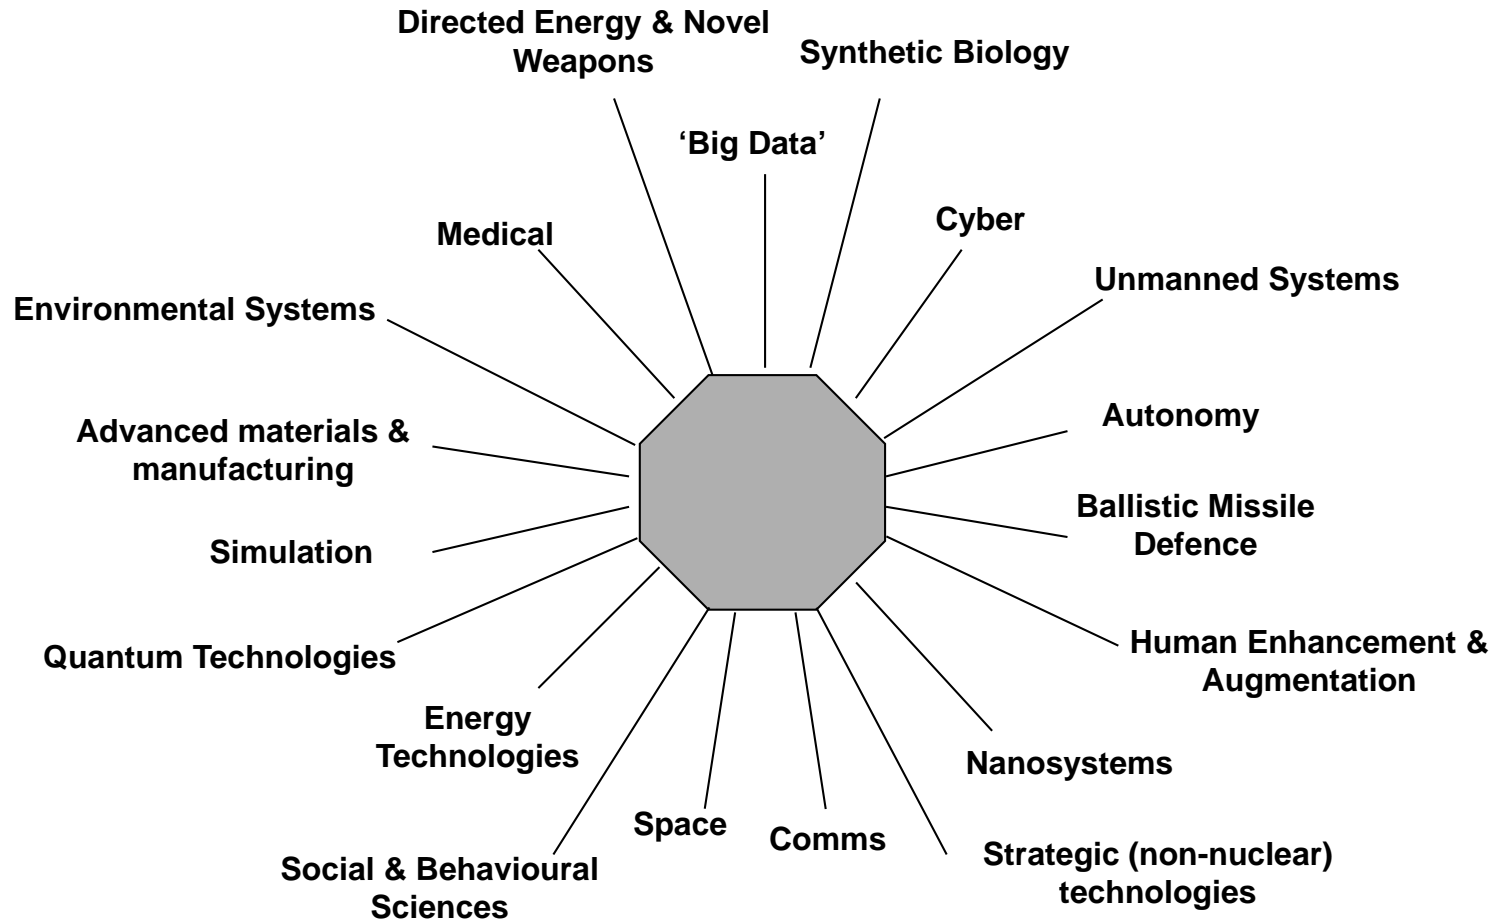 Directed Energy & Novel
Weapons
Synthetic Biology
‘Big Data’
Cyber
Medical
Unmanned Systems
Environmental Systems
Autonomy
Advanced materials &
manufacturing
Ballistic Missile
Defence
Simulation
Human Enhancement &
Augmentation
Quantum Technologies
Energy
Technologies
Nanosystems
Space
Comms
Strategic (non-nuclear)
technologies
Social & Behavioural
Sciences